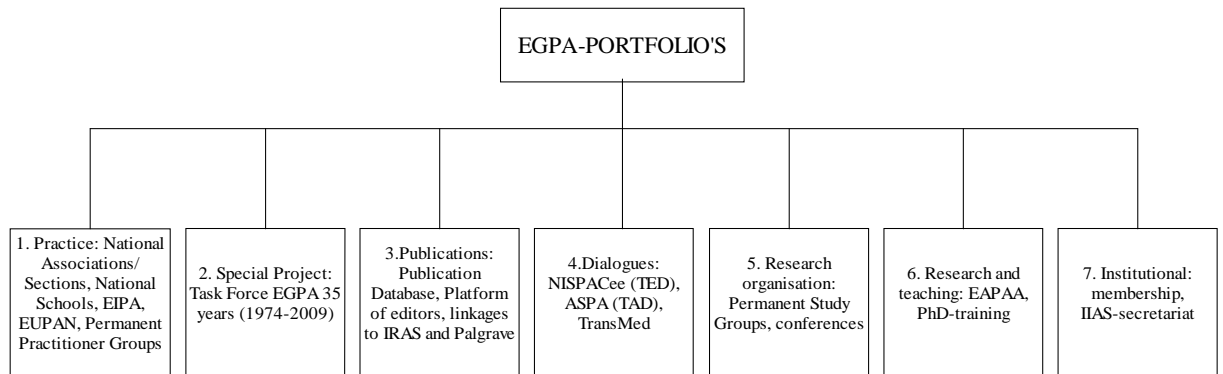 EGPA-PORTFOLIO'S
1. Practice: National
Associations/
Sections, National
Schools, EIPA,
EUPAN, Permanent
Practitioner Groups
2. Special Project:
Task Force EGPA 35
years (1974-2009)
3.Publications:
Publication
Database, Platform
of editors, linkages
to IRAS and Palgrave
4.Dialogues:
NISPACee (TED),
ASPA (TAD),
TransMed
5. Research
organisation:
Permanent Study
Groups, conferences
6. Research and
teaching: EAPAA,
PhD-training
7. Institutional:
membership,
IIAS-secretariat